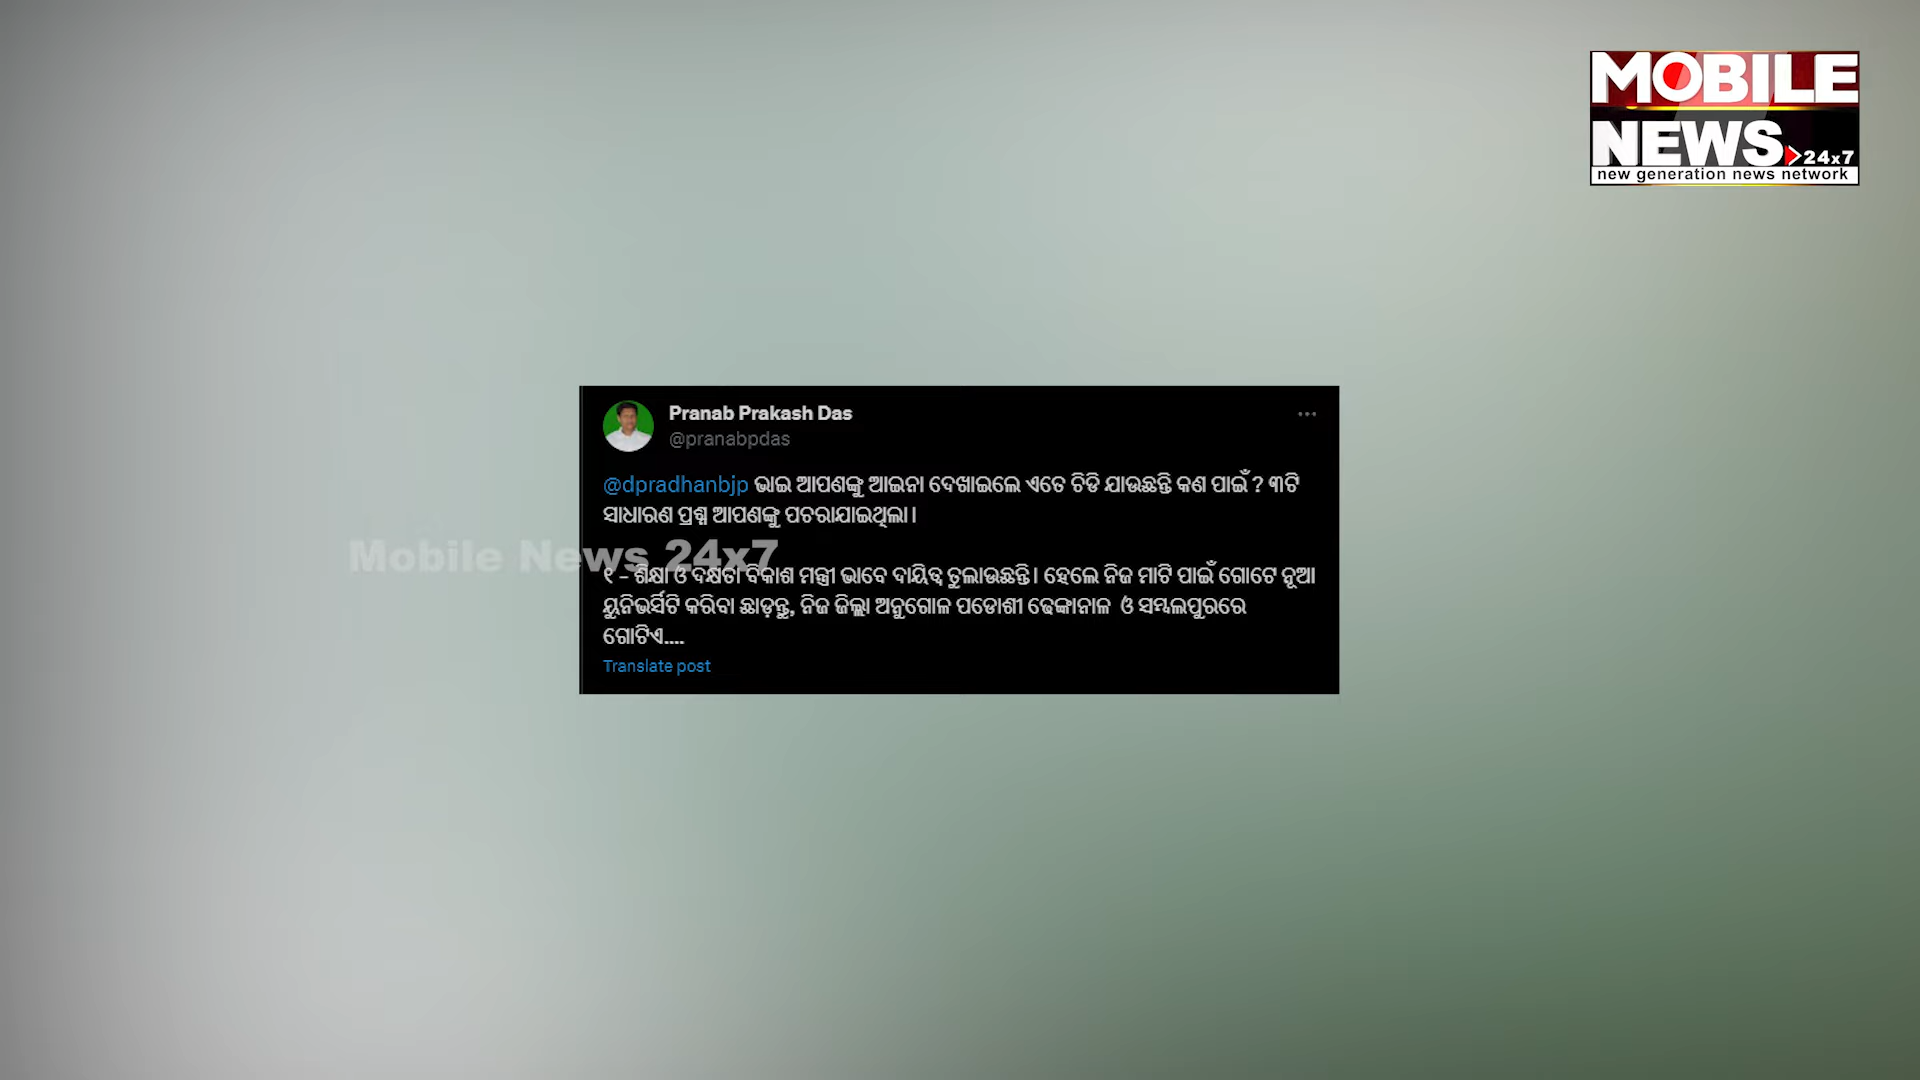 MOBILE
NEWS 24x7
new generation news network
Pranab Prakash Das
@pranabpdas
@dpradhanbjp ଭାଇ ଆପଣଙ୍କୁ ଆଇନା ଦେଖାଇଲେ ଏତେ ଚିଡି ଯାଉଛନ୍ତି କଣ ପାଇଁ ? ୩ଟି
ସାଧାରଣ ପ୍ରଶ୍ନ ଆପଣଙ୍କୁ ପଚରାଯାଇଥିଲା ।
Mobile News 24x7
୧ – ଶିକ୍ଷା ଓ ଦକ୍ଷତା ବିକାଶ ମନ୍ତ୍ରୀ ଭାବେ ଦାୟିତ୍ୱ ତୁଲାଉଛନ୍ତି । ହେଲେ ନିଜ ମାଟି ପାଇଁ ଗୋଟେ ନୂଆ
ୟୁନିଭର୍ସିଟି କରିବା ଛାଡ଼ନ୍ତୁ, ନିଜ ଜିଲ୍ଲା ଅନୁଗୋଳ ପଡୋଶୀ ଢେଙ୍କାନାଳ ଓ ସମ୍ବଲପୁରରେ
ଗୋଟିଏ....
Translate post